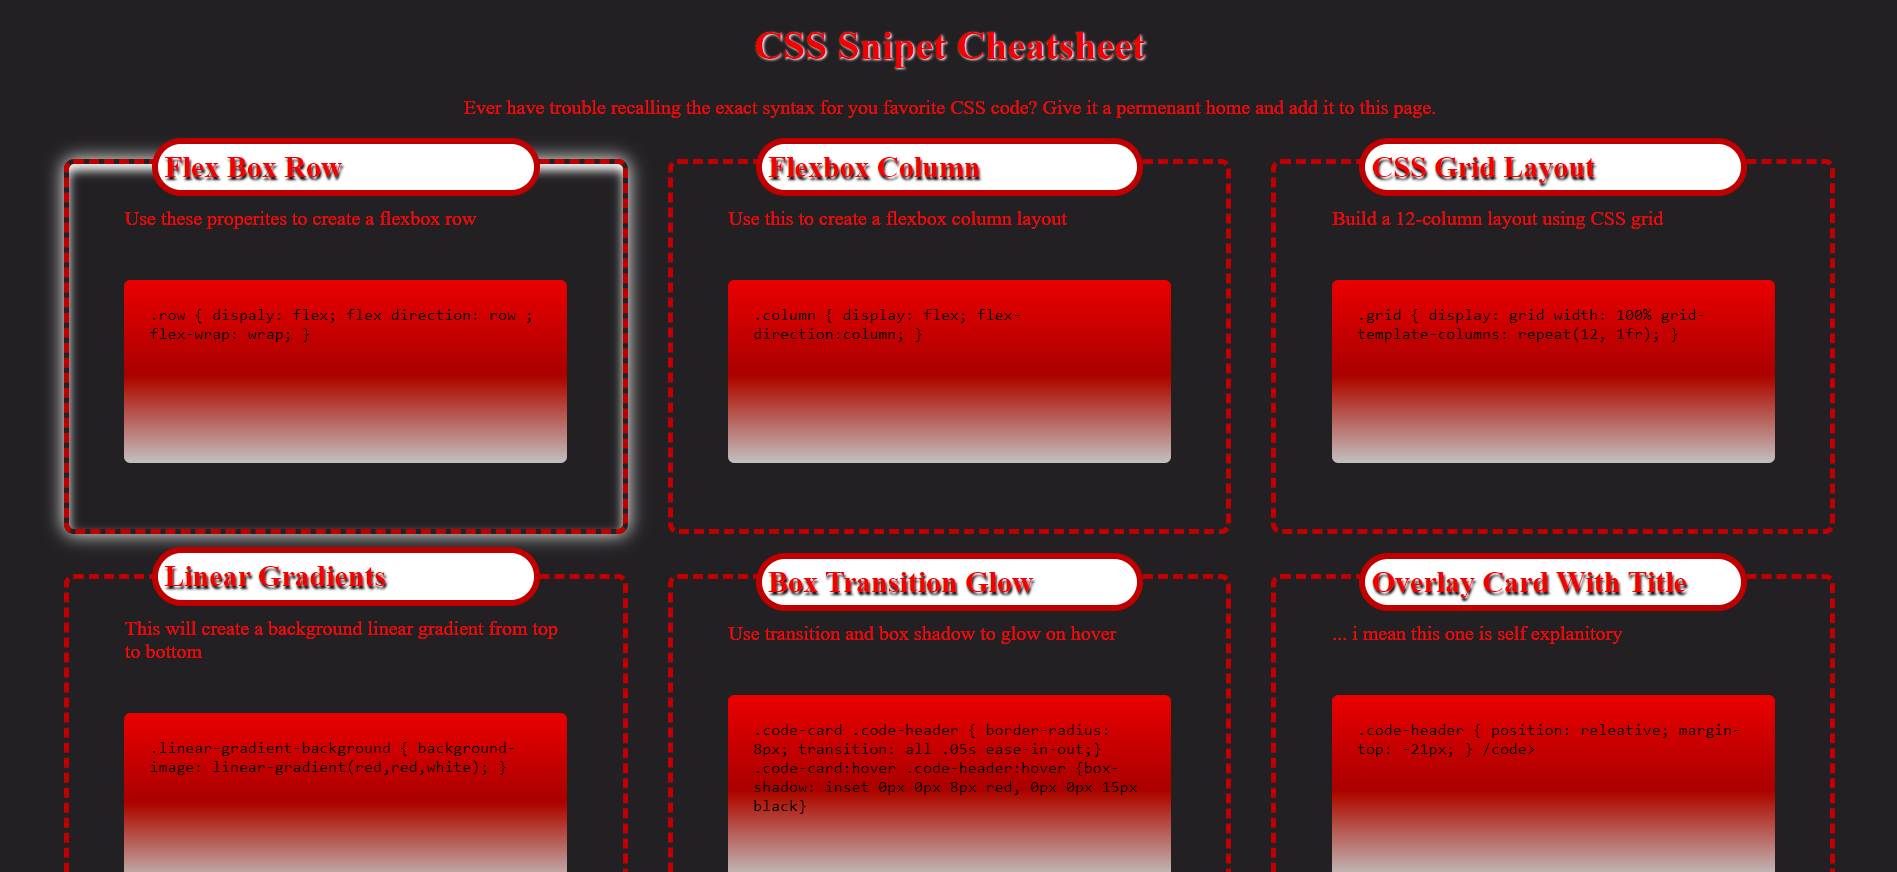 CSS Snipet Cheatsheet
Ever have trouble recalling the exact syntax for you favorite CSS code? Give it a permenant home and add it to this page.
Flex Box Row
Use these properites to create a flexbox row
.row { dispaly: flex; flex direction: row ;
flex-wrap: wrap; }
Flexbox Column
Use this to create a flexbox column layout
.column { display: flex; flex-
direction:column; }
CSS Grid Layout
Build a 12-column layout using CSS grid
.grid { display: grid width: 100% grid-
template-columns: repeat(12, 1fr); }
Linear Gradients
This will create a background linear gradient from top
to bottom
.linear-gradient-background { background-
image: linear-gradient(red,red,white); }
Box Transition Glow
Use transition and box shadow to glow on hover
.code-card .code-header { border-radius:
8px; transition: all .05s ease-in-out;}
.code-card:hover .code-header:hover {box-
shadow: inset 0px 0px 8px red, 0px 0px 15px
black}
Overlay Card With Title
... i mean this one is self explanitory
.code-header { position: releative; margin-
top: -21px; } /code>